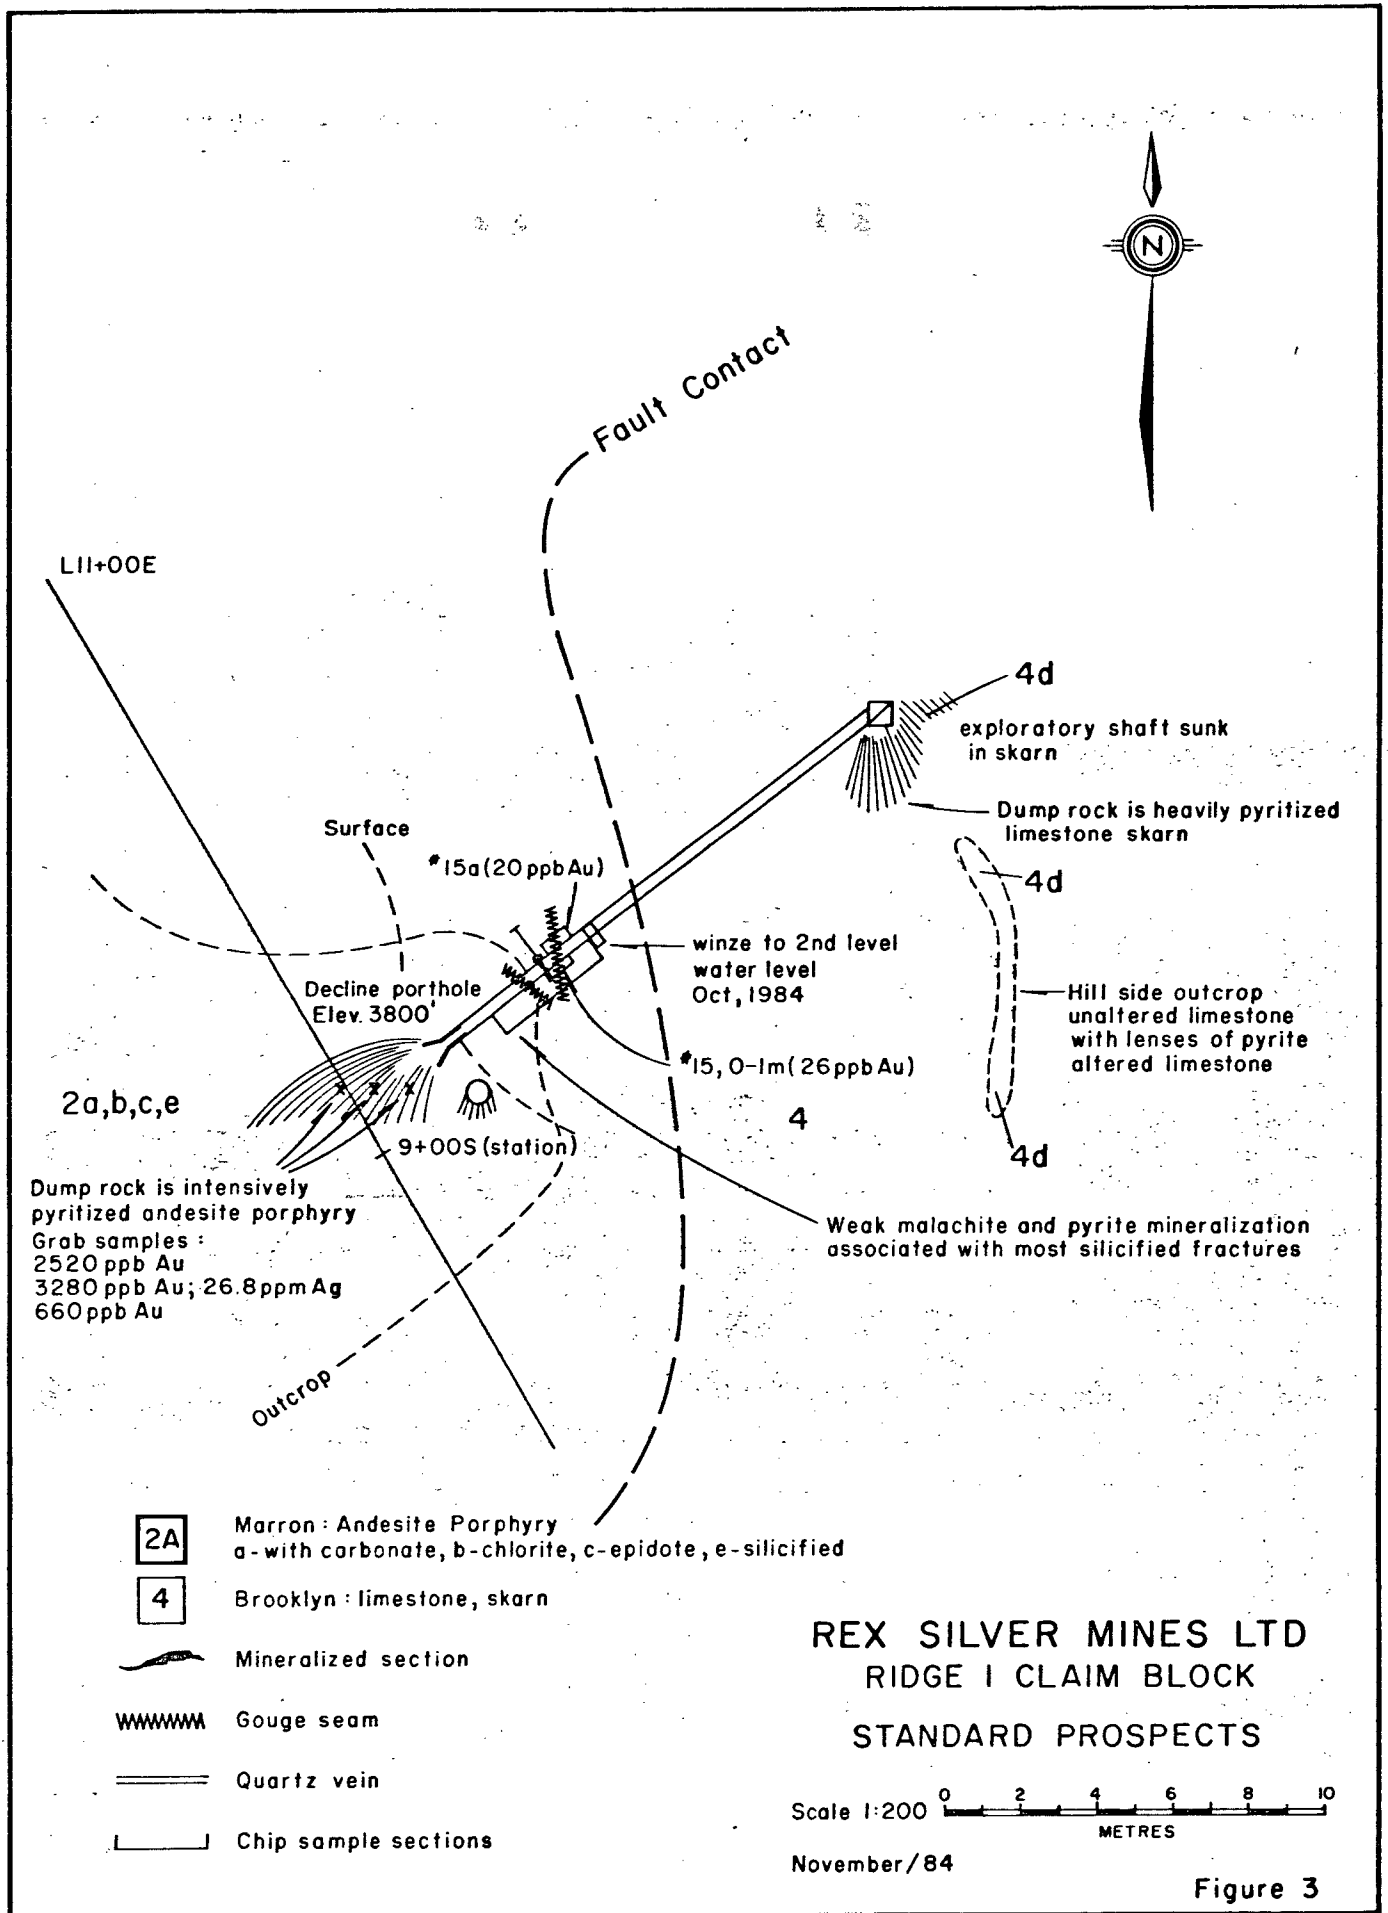 N
Fault Contact
L11+00E
4d
exploratory shaft sunk
in skarn
Dump rock is heavily pyritized
limestone skarn
Surface
#15a (20 ppb Au)
4d
winze to 2nd level
water level
Oct, 1984
Decline porthole
Elev. 3800'
Hill side outcrop
unaltered limestone
with lenses of pyrite
altered limestone
#15, 0-1m (26 ppb Au)
2a,b,c,e
x x x
4
9+00S (station)
4d
Dump rock is intensively
pyritized andesite porphyry
Grab samples :
2520 ppb Au
3280 ppb Au; 26.8 ppm Ag
660 ppb Au
Weak malachite and pyrite mineralization
associated with most silicified fractures
Outcrop
2A
Marron : Andesite Porphyry
a-with carbonate, b-chlorite, c-epidote, e-silicified
4
Brooklyn : limestone, skarn
Mineralized section
Gouge seam
Quartz vein
Chip sample sections
REX SILVER MINES LTD
RIDGE I CLAIM BLOCK
STANDARD PROSPECTS
Scale 1:200
0 2 4 6 8 10
METRES
November/84
Figure 3